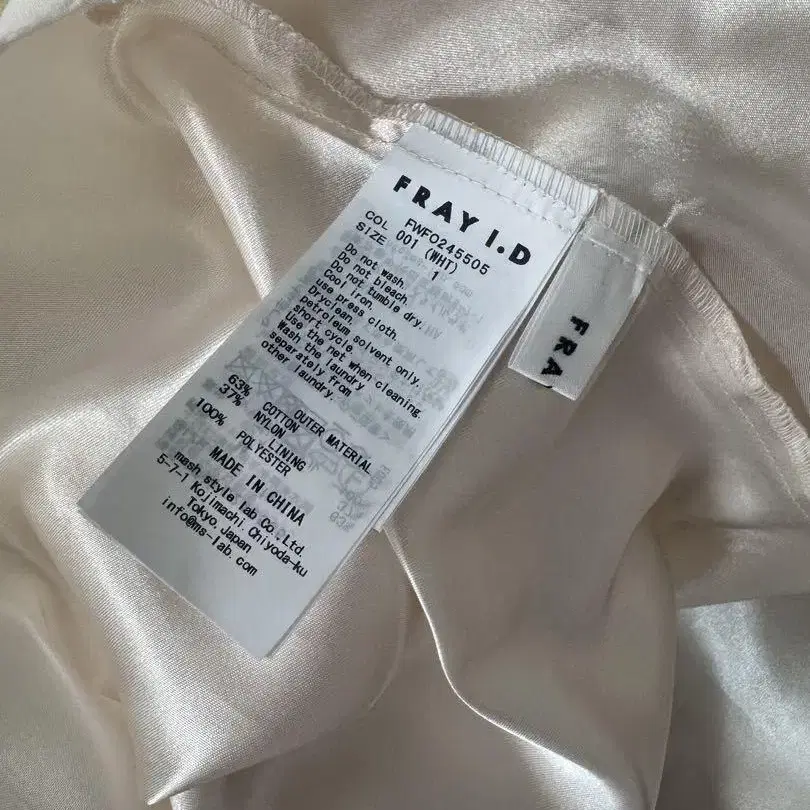 FRAY I.D
FWFO245505
COL 001 (WHT)
SIZE 1
Do not wash.
Do not bleach.
Do not tumble dry.
Cool iron.
use press cloth.
Dryclean.
petroleum solvent only.
short cycle.
Use the net when cleaning.
Wash the laundry
separately from
other laundry.
OUTER MATERIAL
63% COTTON
37% NYLON
LINING
100% POLYESTER
MADE IN CHINA
mash style lab Co.,Ltd.
5-7-1 Kojimachi Chiyoda-ku
Tokyo.Japan
info@ms-lab.com
FRA